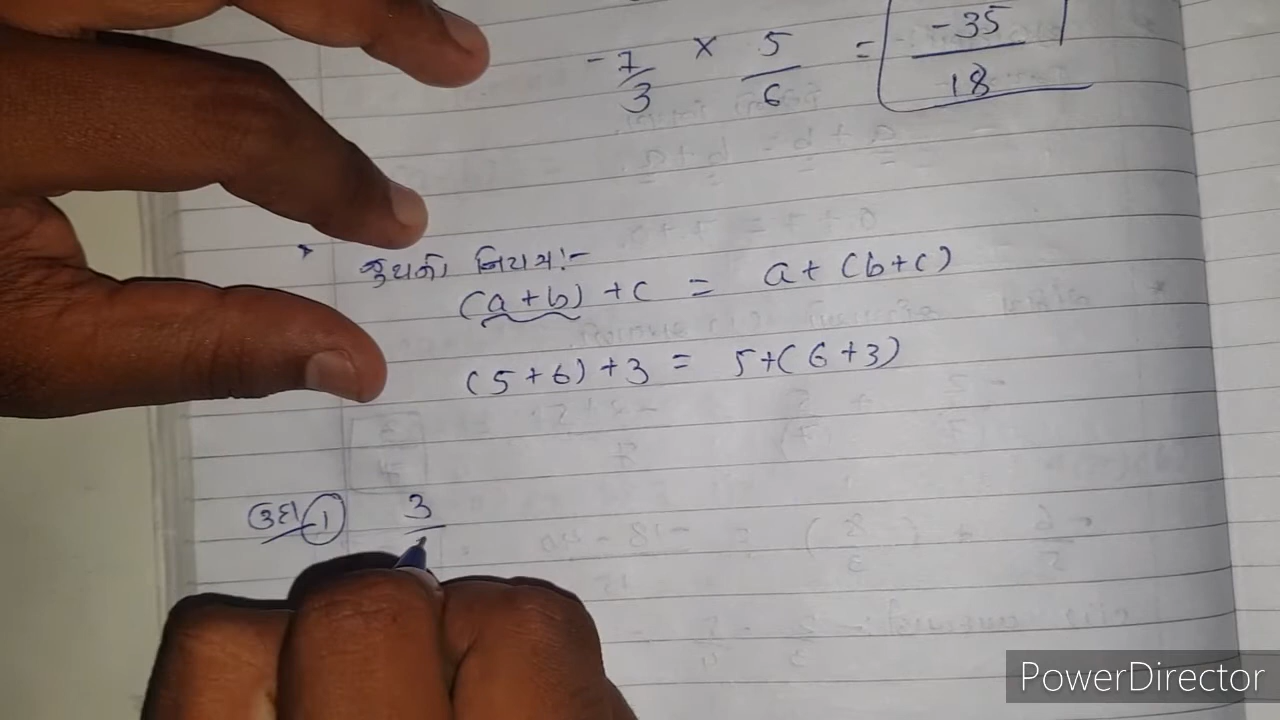 -7/3 × 5/6 = -35/18
જુથનો નિયમ:-
(a+b) +c = a+ (b+c)
(5+6)+3 = 5+(6+3)
ઉદા 1 3
PowerDirector